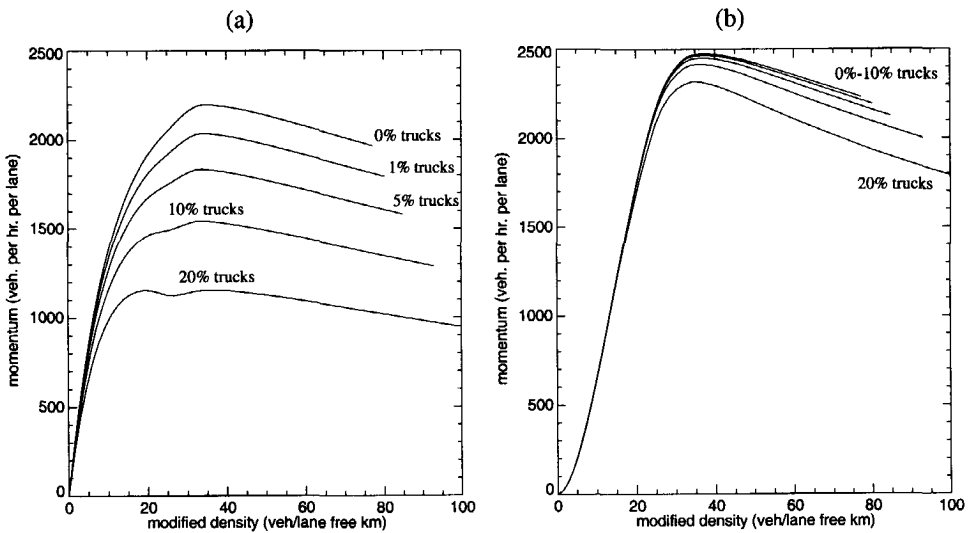 (a)
2500
2000
1500
1000
500
0
momentum (veh. per hr. per lane)
0% trucks
1% trucks
5% trucks
10% trucks
20% trucks
0 20 40 60 80 100
modified density (veh/lane free km)
(b)
2500
2000
1500
1000
500
0
momentum (veh. per hr. per lane)
0%-10% trucks
20% trucks
0 20 40 60 80 100
modified density (veh/lane free km)